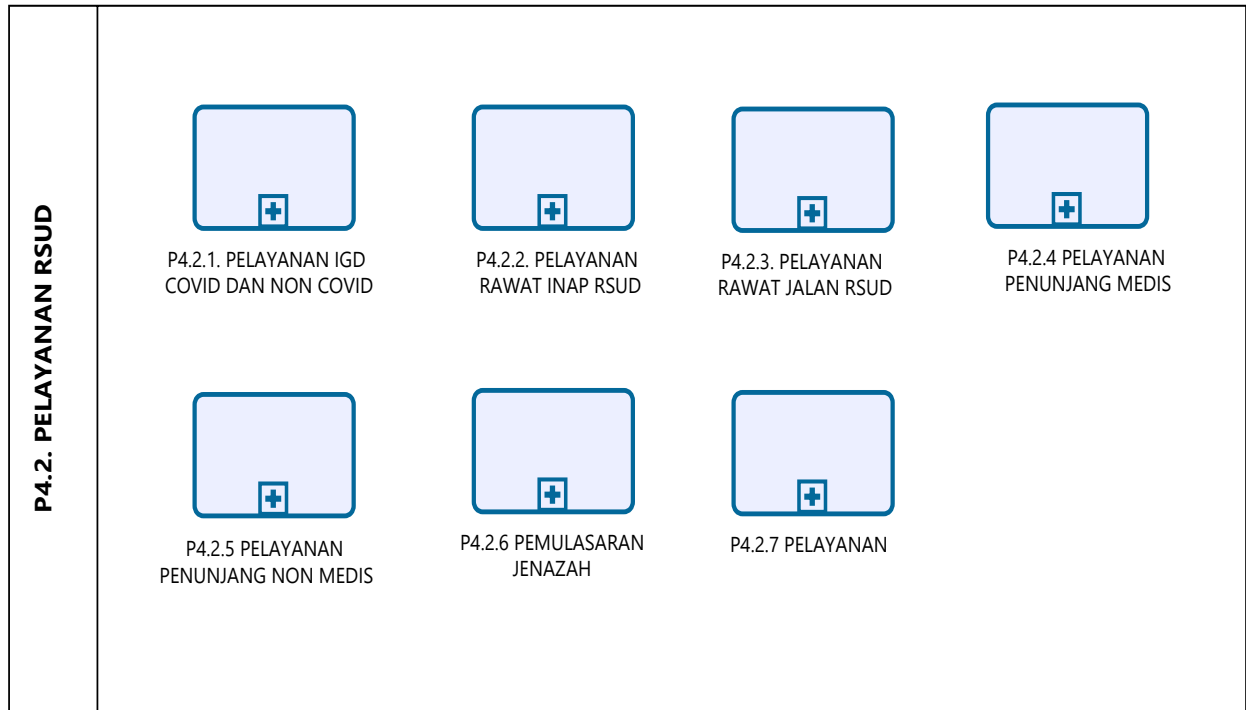 P4.2. PELAYANAN RSUD
P4.2.1. PELAYANAN IGD
COVID DAN NON COVID
P4.2.2. PELAYANAN
RAWAT INAP RSUD
P4.2.3. PELAYANAN
RAWAT JALAN RSUD
P4.2.4 PELAYANAN
PENUNJANG MEDIS
P4.2.5 PELAYANAN
PENUNJANG NON MEDIS
P4.2.6 PEMULASARAN
JENAZAH
P4.2.7 PELAYANAN